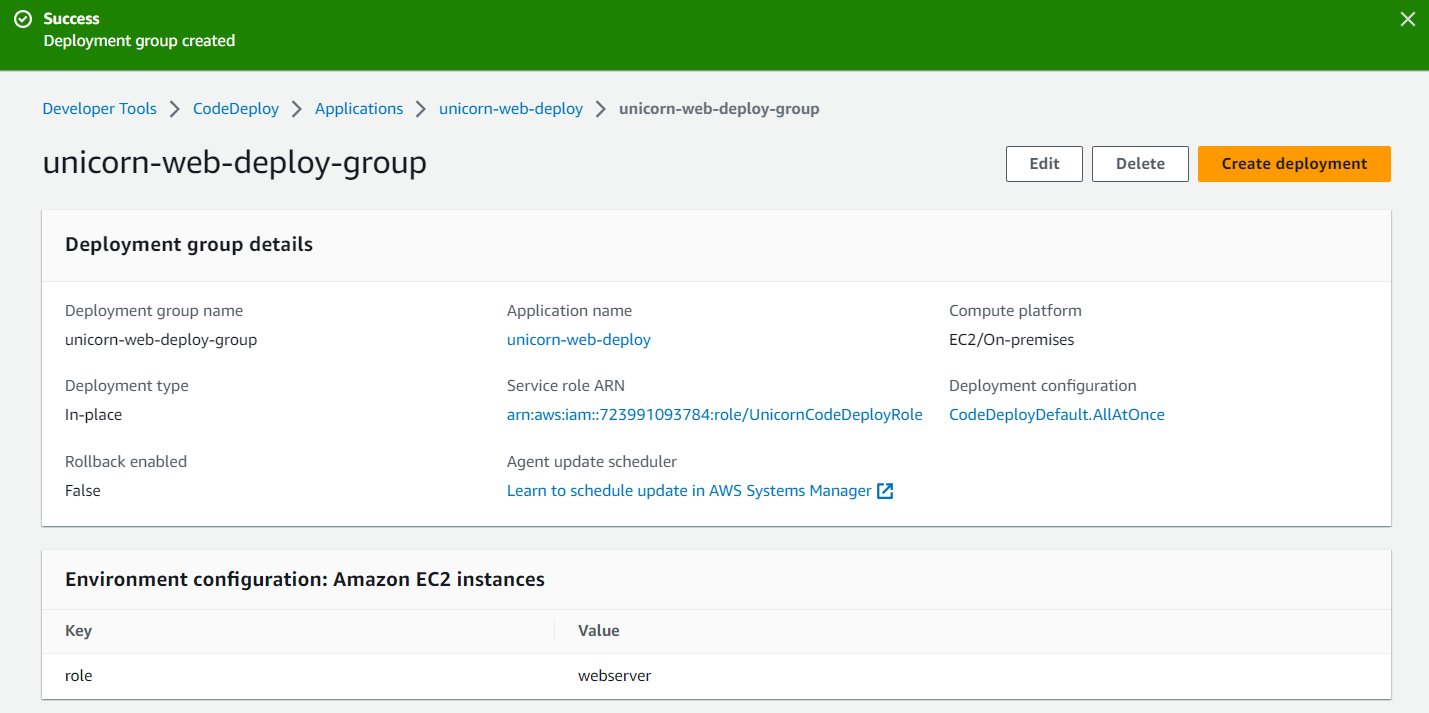 Success
Deployment group created
Developer Tools
CodeDeploy
Applications
unicorn-web-deploy
unicorn-web-deploy-group
unicorn-web-deploy-group
Edit
Delete
Create deployment
Deployment group details
Deployment group name
unicorn-web-deploy-group
Application name
unicorn-web-deploy
Compute platform
EC2/On-premises
Deployment type
In-place
Service role ARN
arn:aws:iam::723991093784:role/UnicornCodeDeployRole
Deployment configuration
CodeDeployDefault.AllAtOnce
Rollback enabled
False
Agent update scheduler
Learn to schedule update in AWS Systems Manager
Environment configuration: Amazon EC2 instances
Key
Value
role
webserver